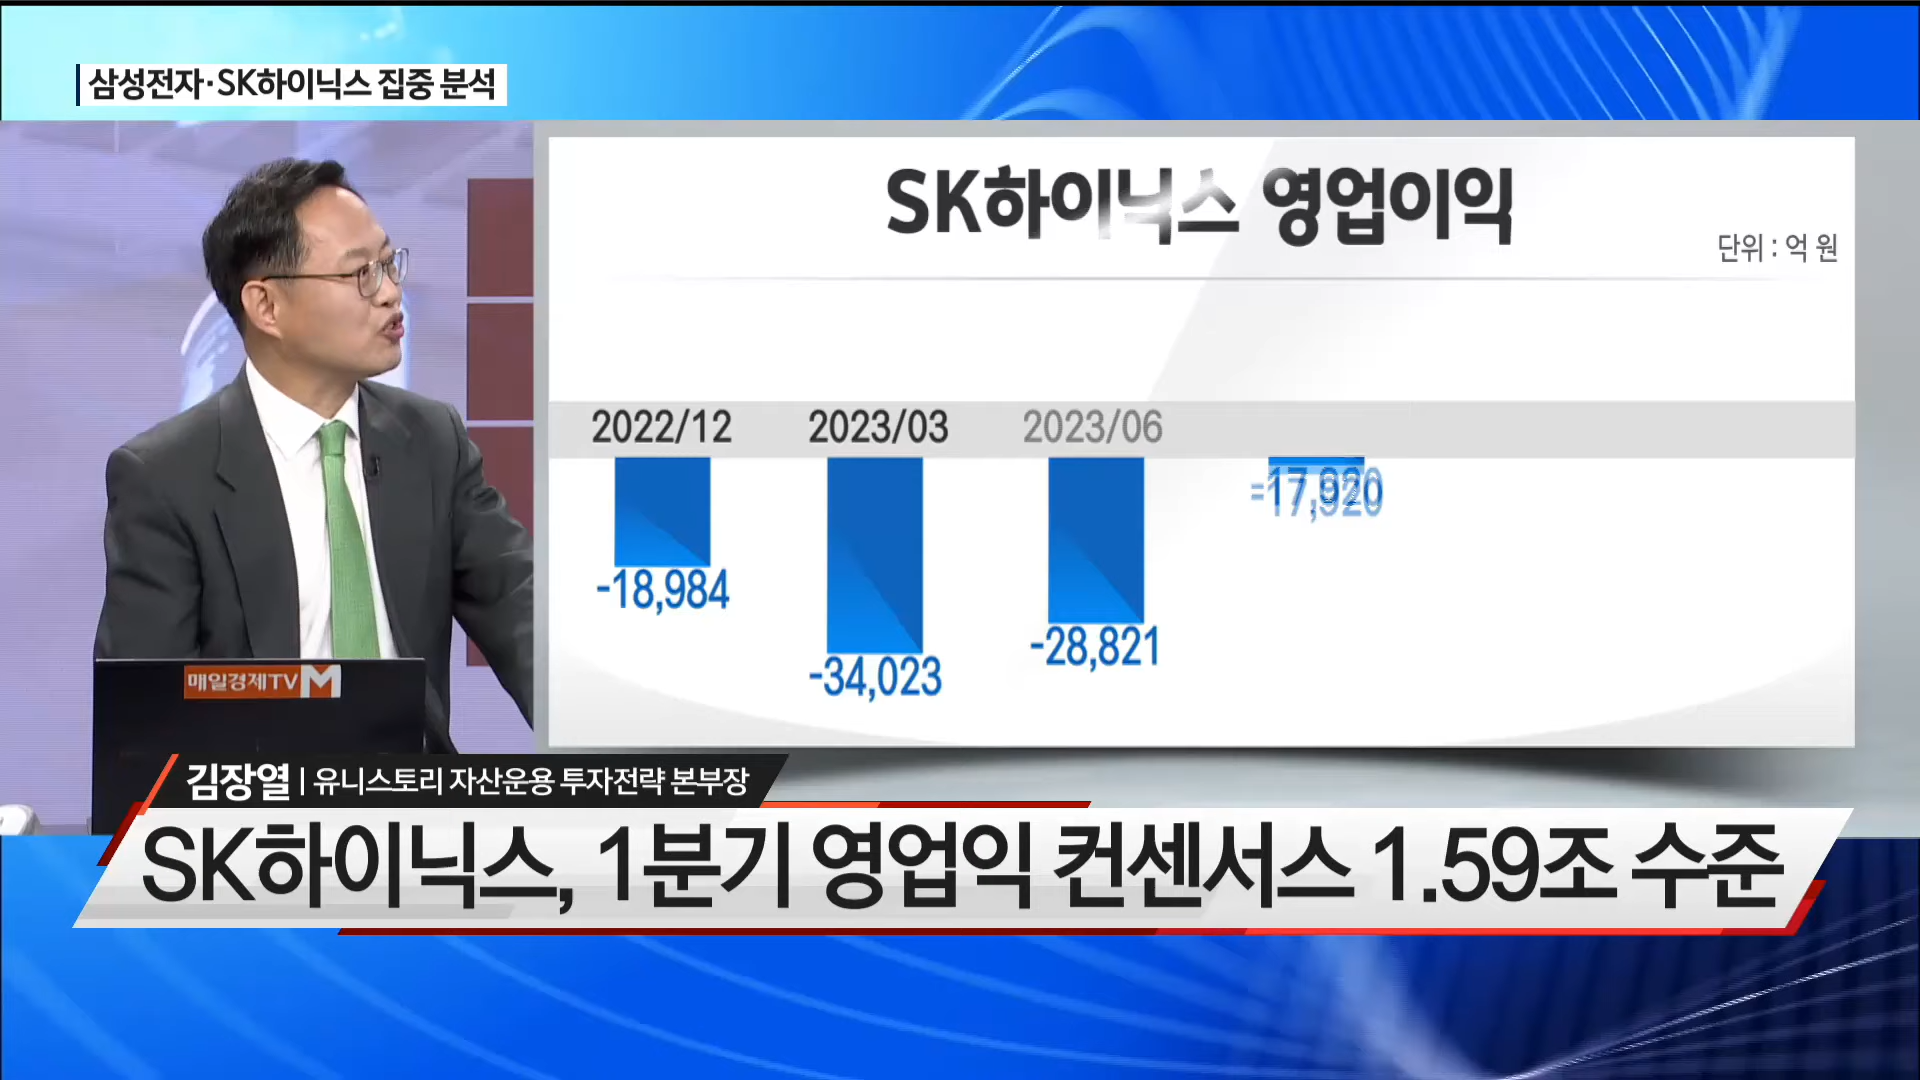 삼성전자·SK하이닉스 집중 분석
SK하이닉스 영업이익
단위 : 억 원
2022/12 2023/03 2023/06
-18,984 -34,023 -28,821 -17,920
매일경제TV M
김장열 | 유니스토리 자산운용 투자전략 본부장
SK하이닉스, 1분기 영업익 컨센서스 1.59조 수준